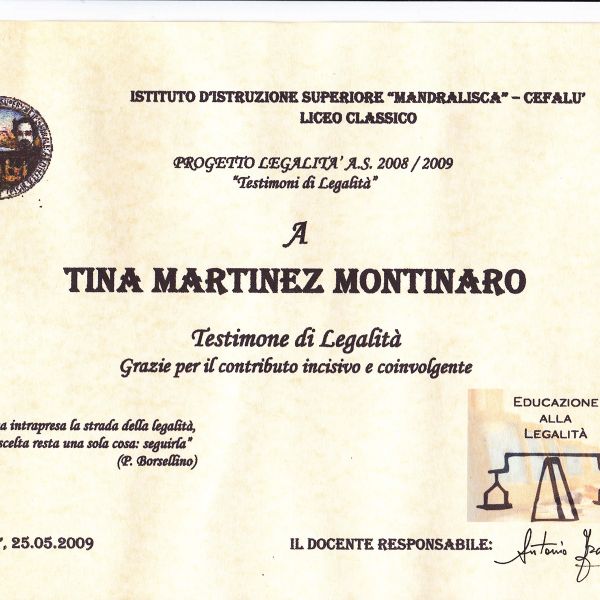 ISTITUTO D'ISTRUZIONE SUPERIORE "MANDRALISCA" – CEFALU'
LICEO CLASSICO
PROGETTO LEGALITA' A.S. 2008 / 2009
"Testimoni di Legalità"
A
TINA MARTINEZ MONTINARO
Testimone di Legalità
Grazie per il contributo incisivo e coinvolgente
a intrapresa la strada della legalità,
scelta resta una sola cosa: seguirla"
(P. Borsellino)
EDUCAZIONE
ALLA
LEGALITÀ
', 25.05.2009
IL DOCENTE RESPONSABILE:
Antonio